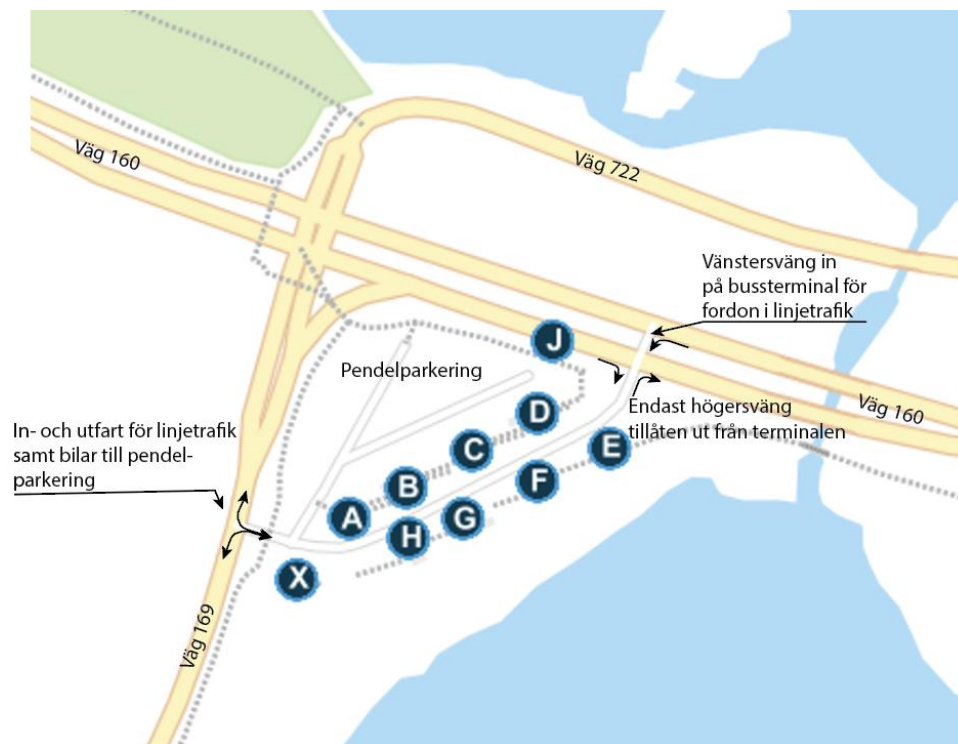 Väg 160
Väg 722
Vänstersväng in
på bussterminal för
fordon i linjetrafik
J
Pendelparkering
D
Endast högersväng
tillåten ut från terminalen
Väg 160
In- och utfart för linjetrafik
samt bilar till pendel-
parkering
C
E
B
F
A
G
H
X
Väg 169